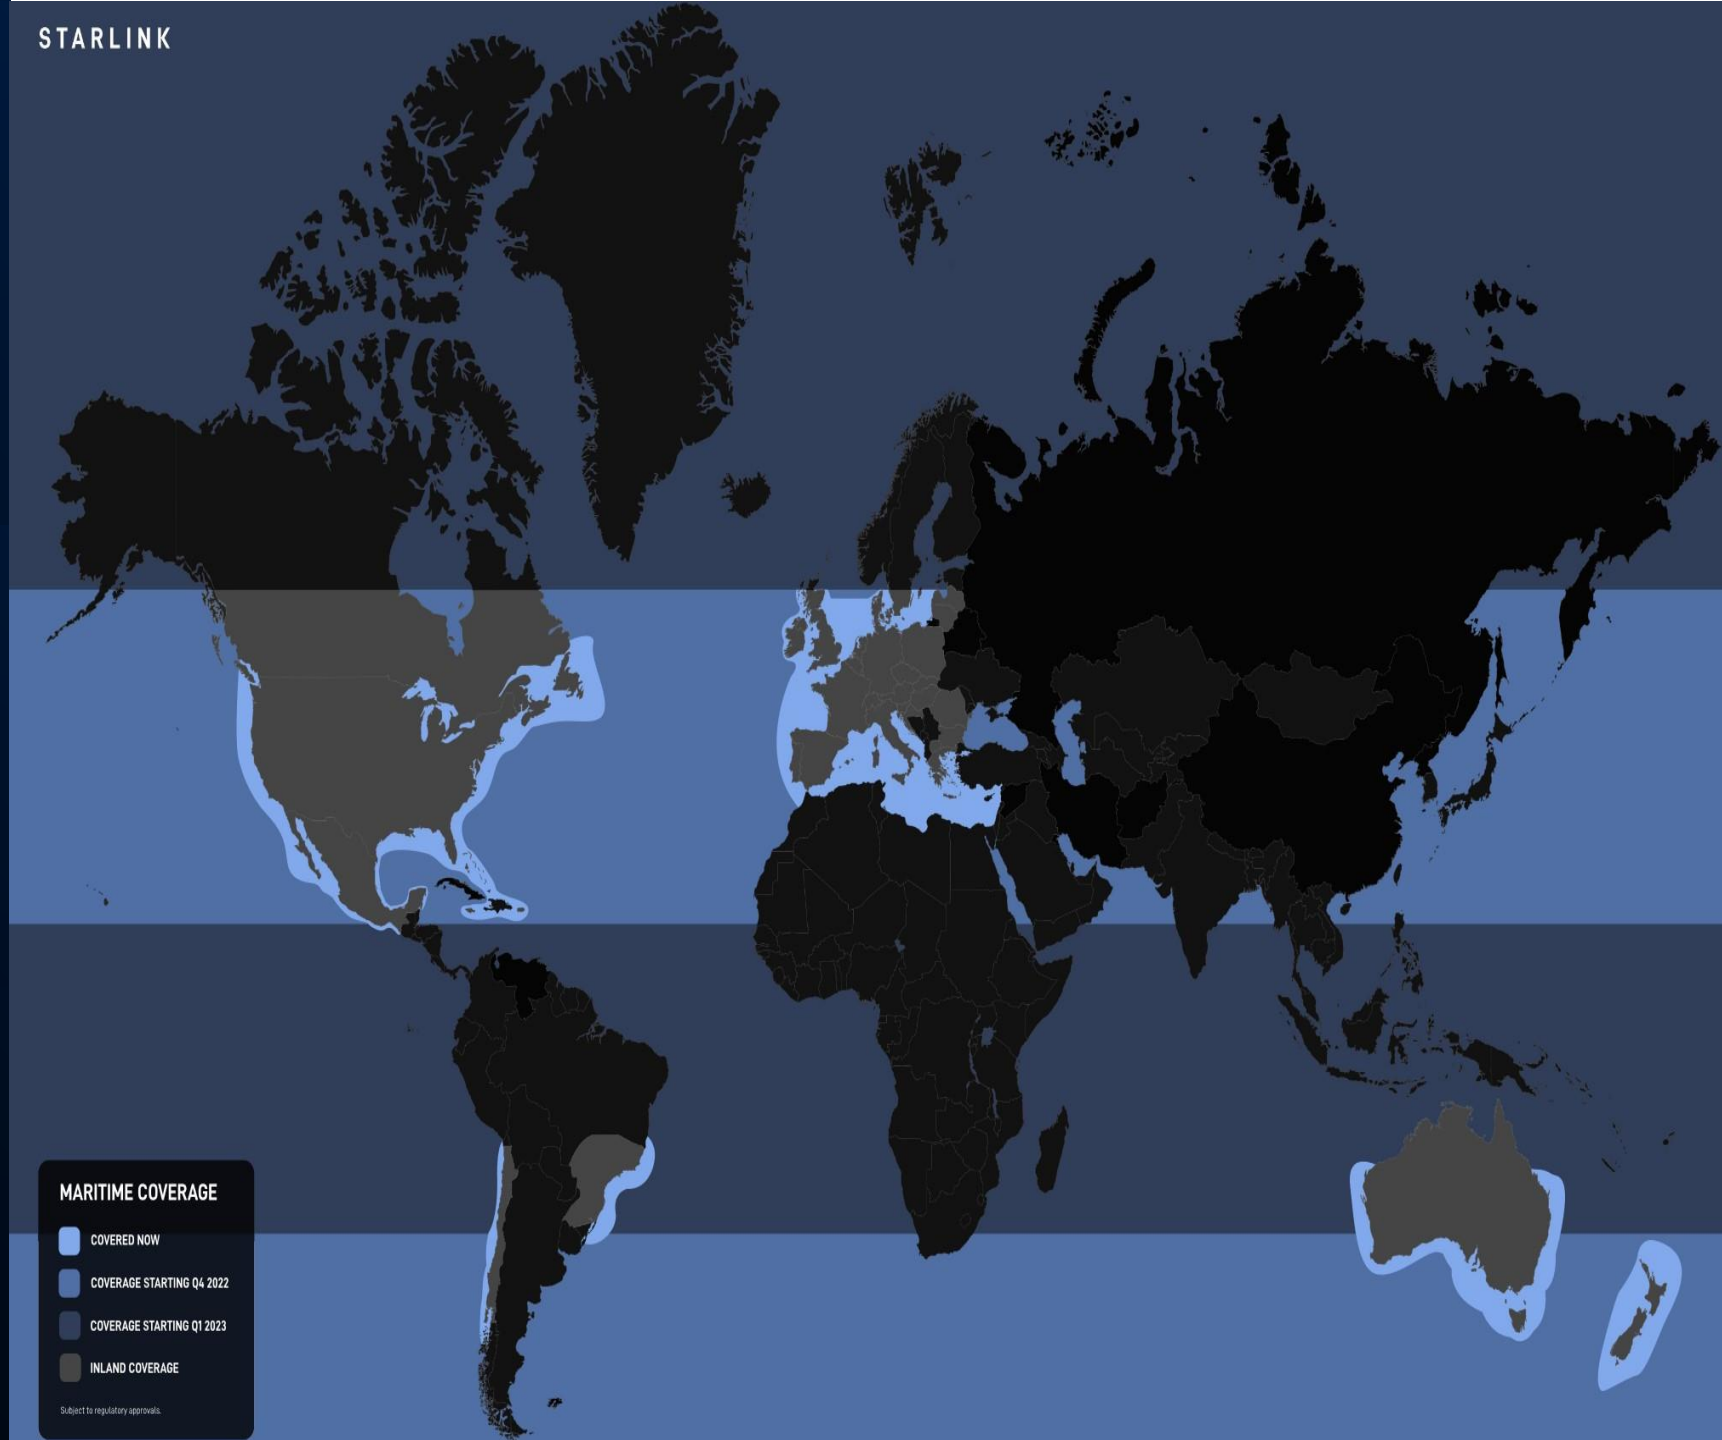 STARLINK
MARITIME COVERAGE
COVERED NOW
COVERAGE STARTING Q4 2022
COVERAGE STARTING Q1 2023
INLAND COVERAGE
Subject to regulatory approvals.